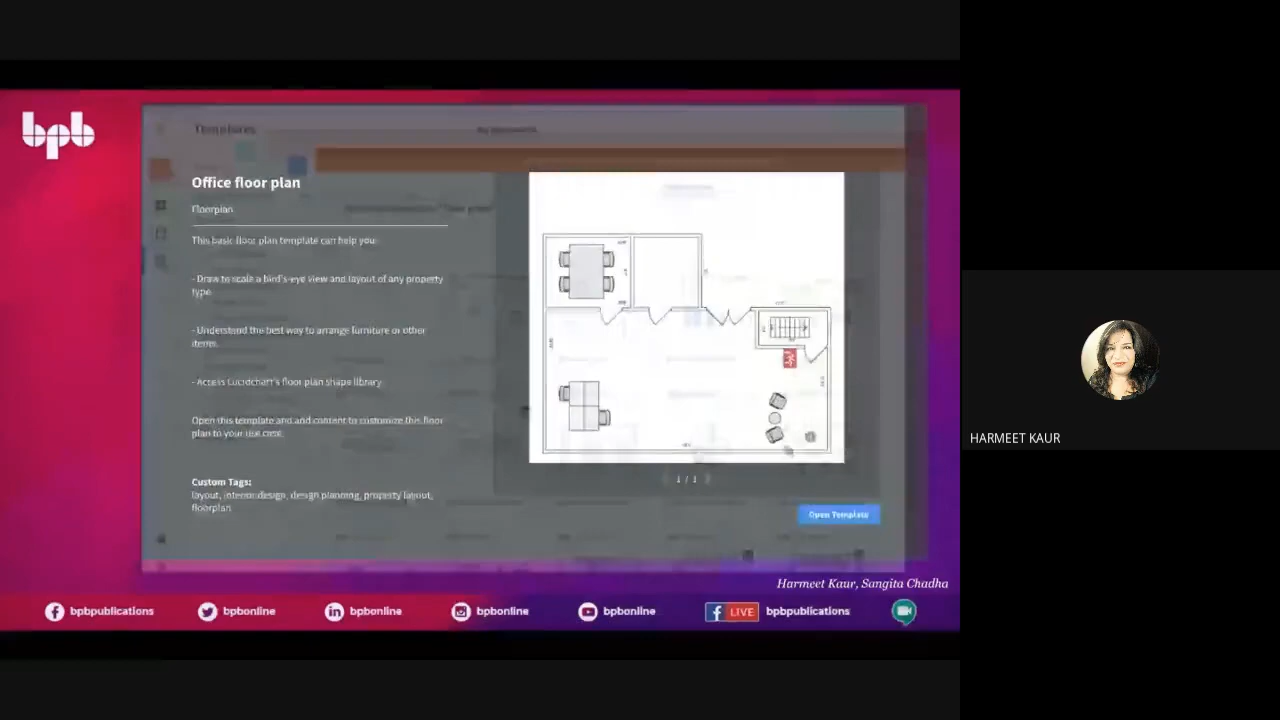 bpb
Templates
Office floor plan
Floorplan
This basic floor plan template can help you:
- Draw to scale a bird's-eye view and layout of any property
type.
- Understand the best way to arrange furniture or other
items.
- Access Lucidchart's floor plan shape library
Open this template and add content to customize this floor
plan to your use case.
Custom Tags:
layout, interior design, design planning, property layout,
floorplan
1 / 1
Open Template
HARMEET KAUR
Harmeet Kaur, Sangita Chadha
bpbpublications
bpbonline
bpbonline
bpbonline
bpbonline
LIVE
bpbpublications